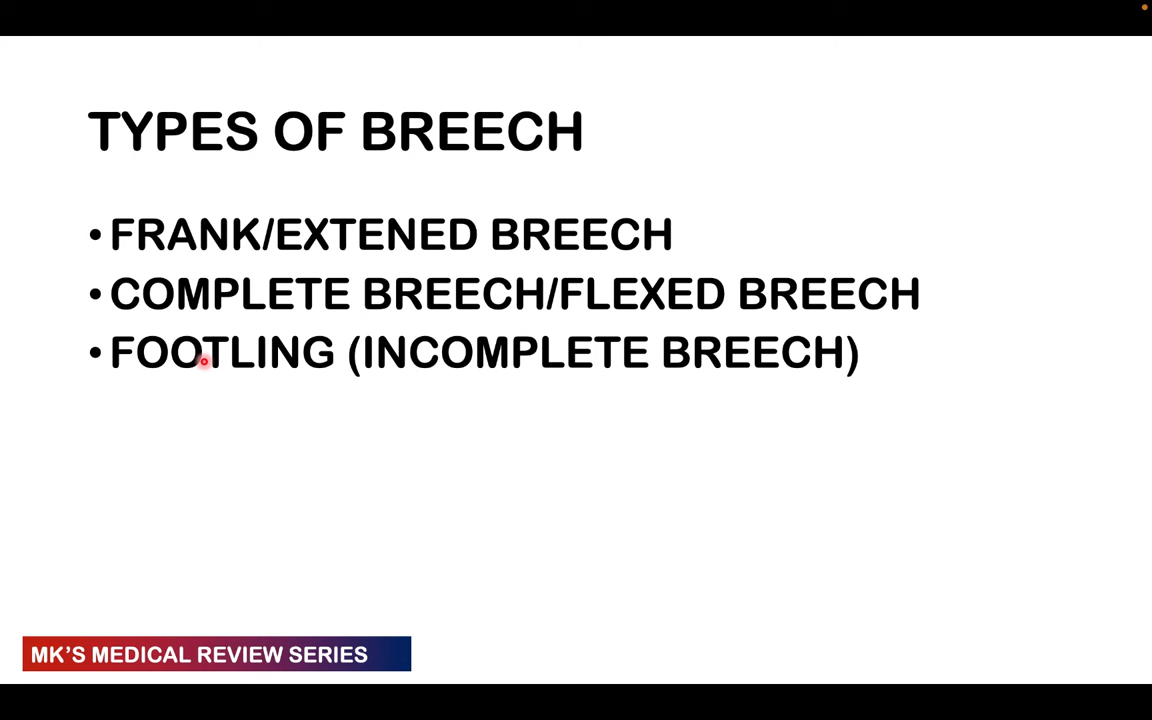 TYPES OF BREECH
• FRANK/EXTENED BREECH
• COMPLETE BREECH/FLEXED BREECH
• FOOTLING (INCOMPLETE BREECH)
MK'S MEDICAL REVIEW SERIES